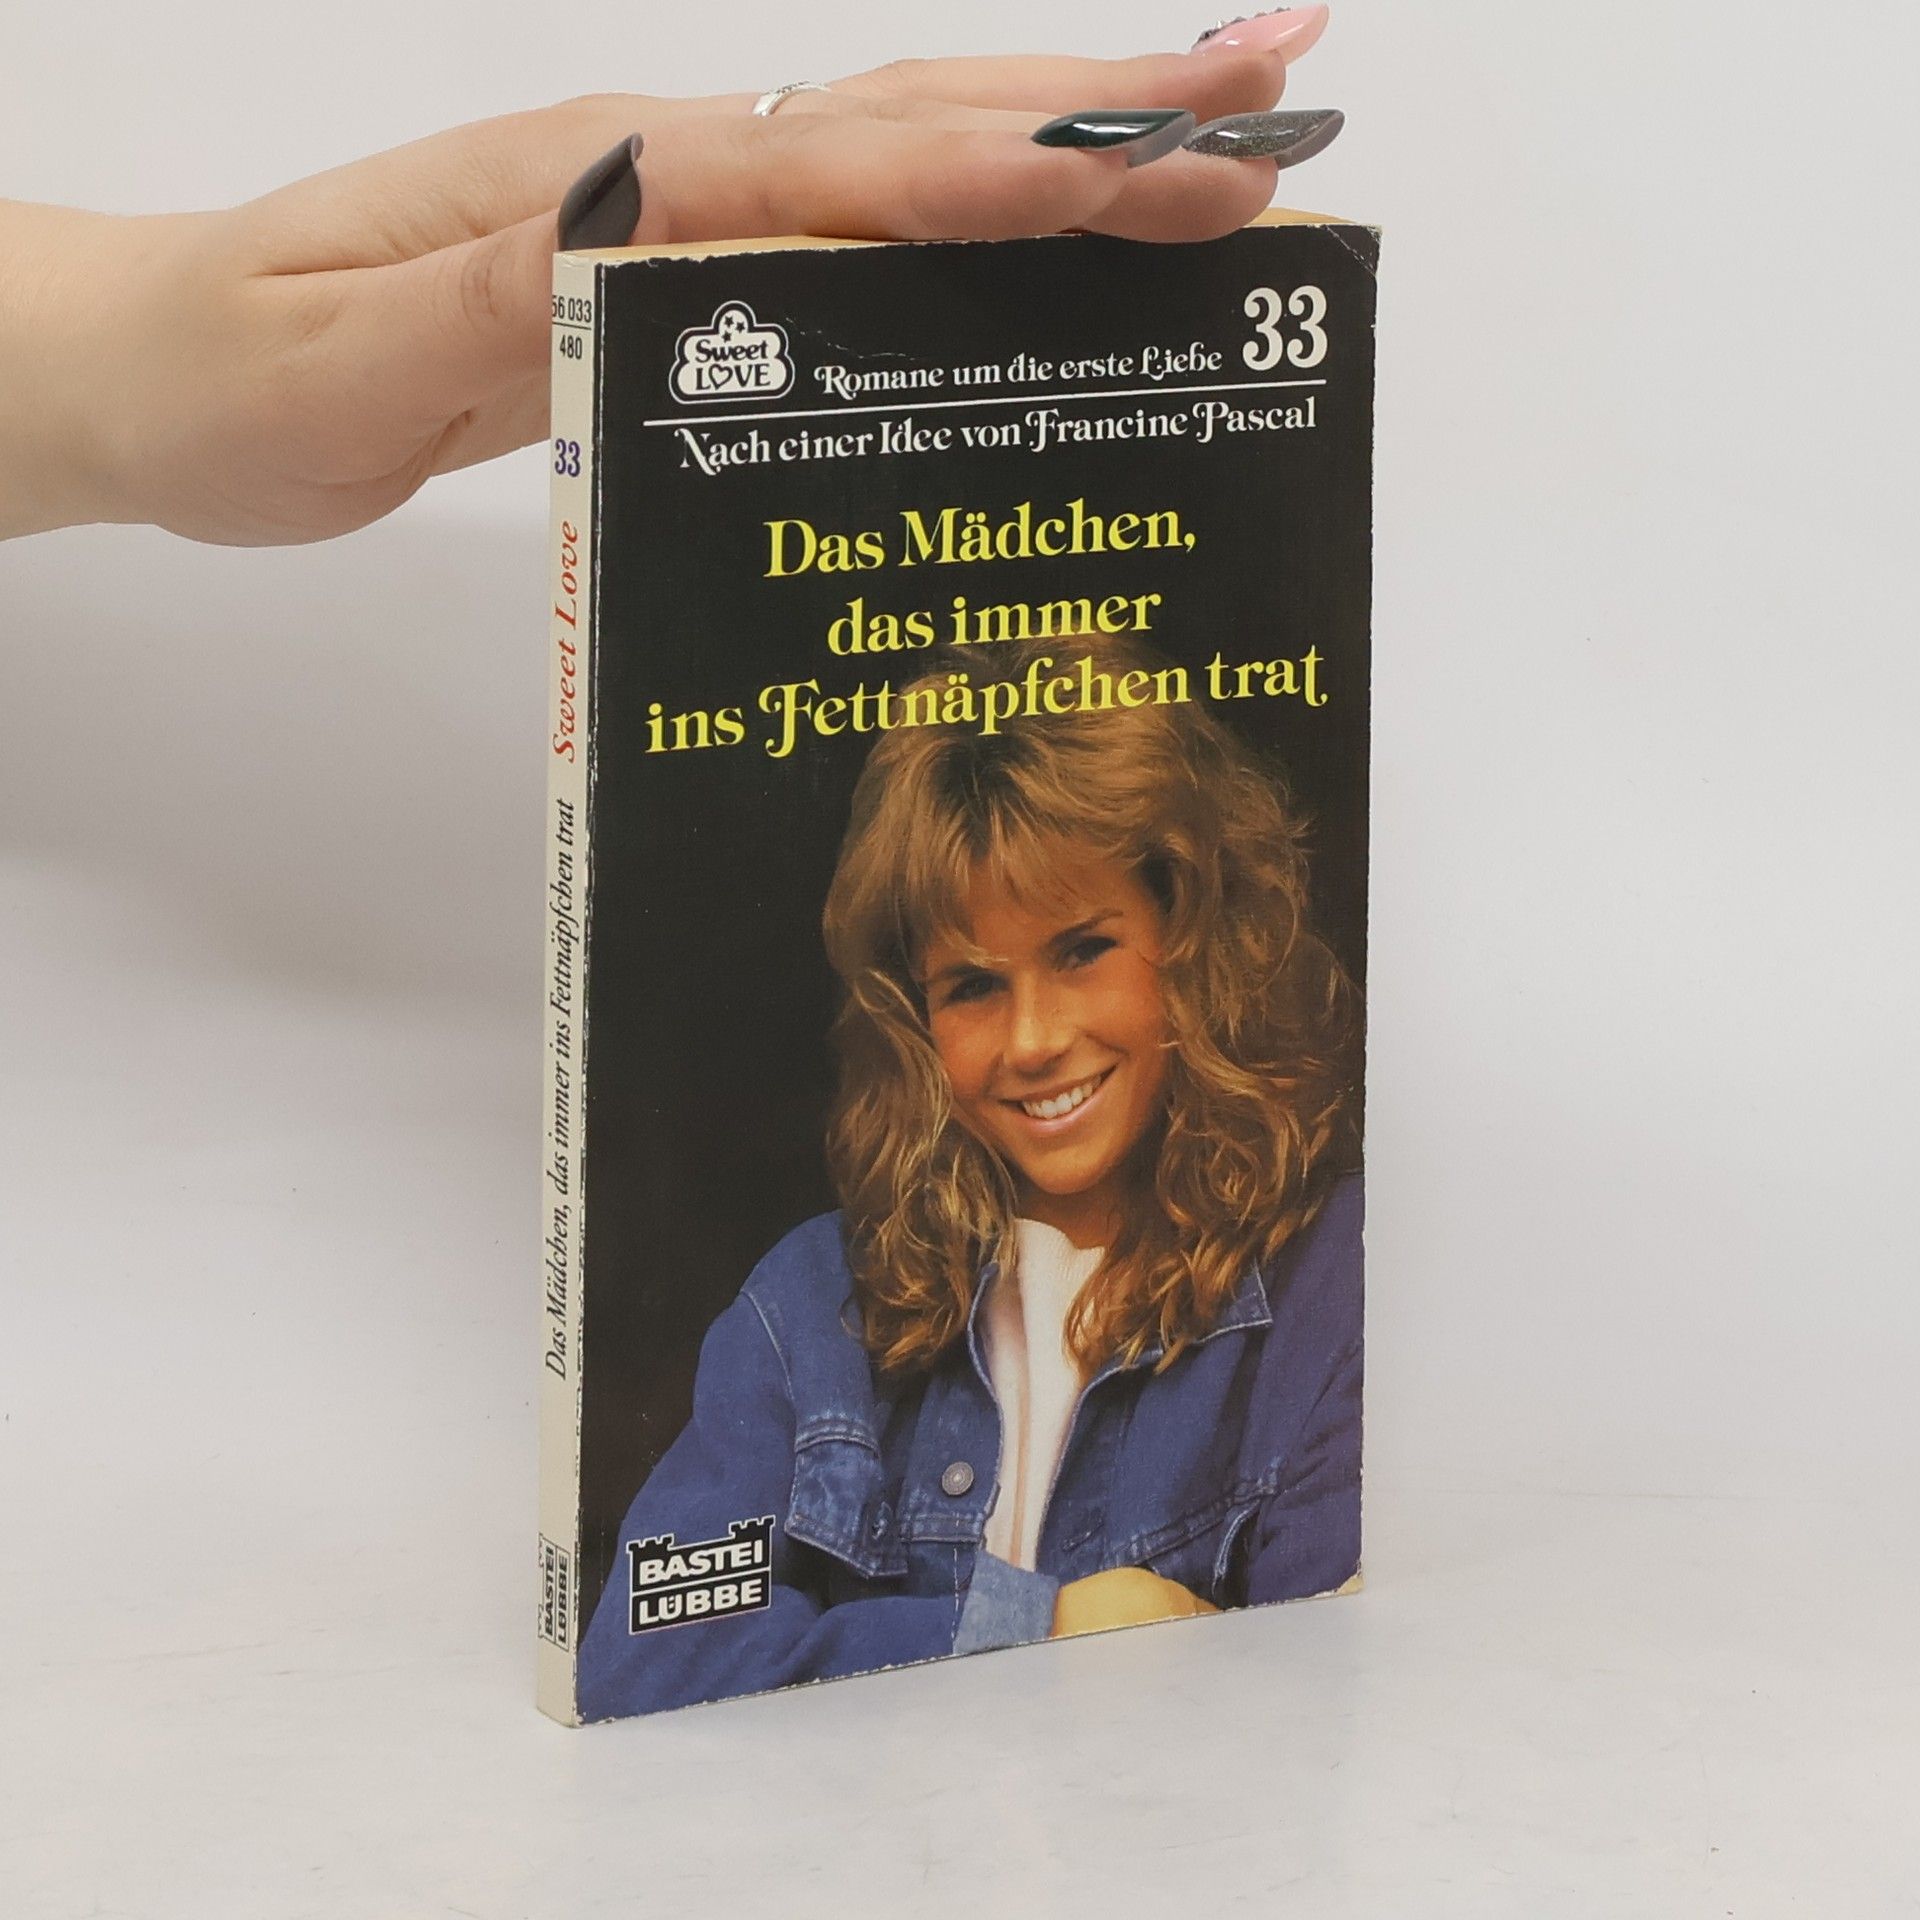 Sweet
LOVE
Romane um die erste Liebe 33
Nach einer Idee von Francine Pascal
Das Mädchen,
das immer
ins Fettnäpfchen trat
BASTEI
LÜBBE
56 033
480
33
Sweet Love
Das Mädchen, das immer ins Fettnäpfchen trat
BASTEI
LÜBBE